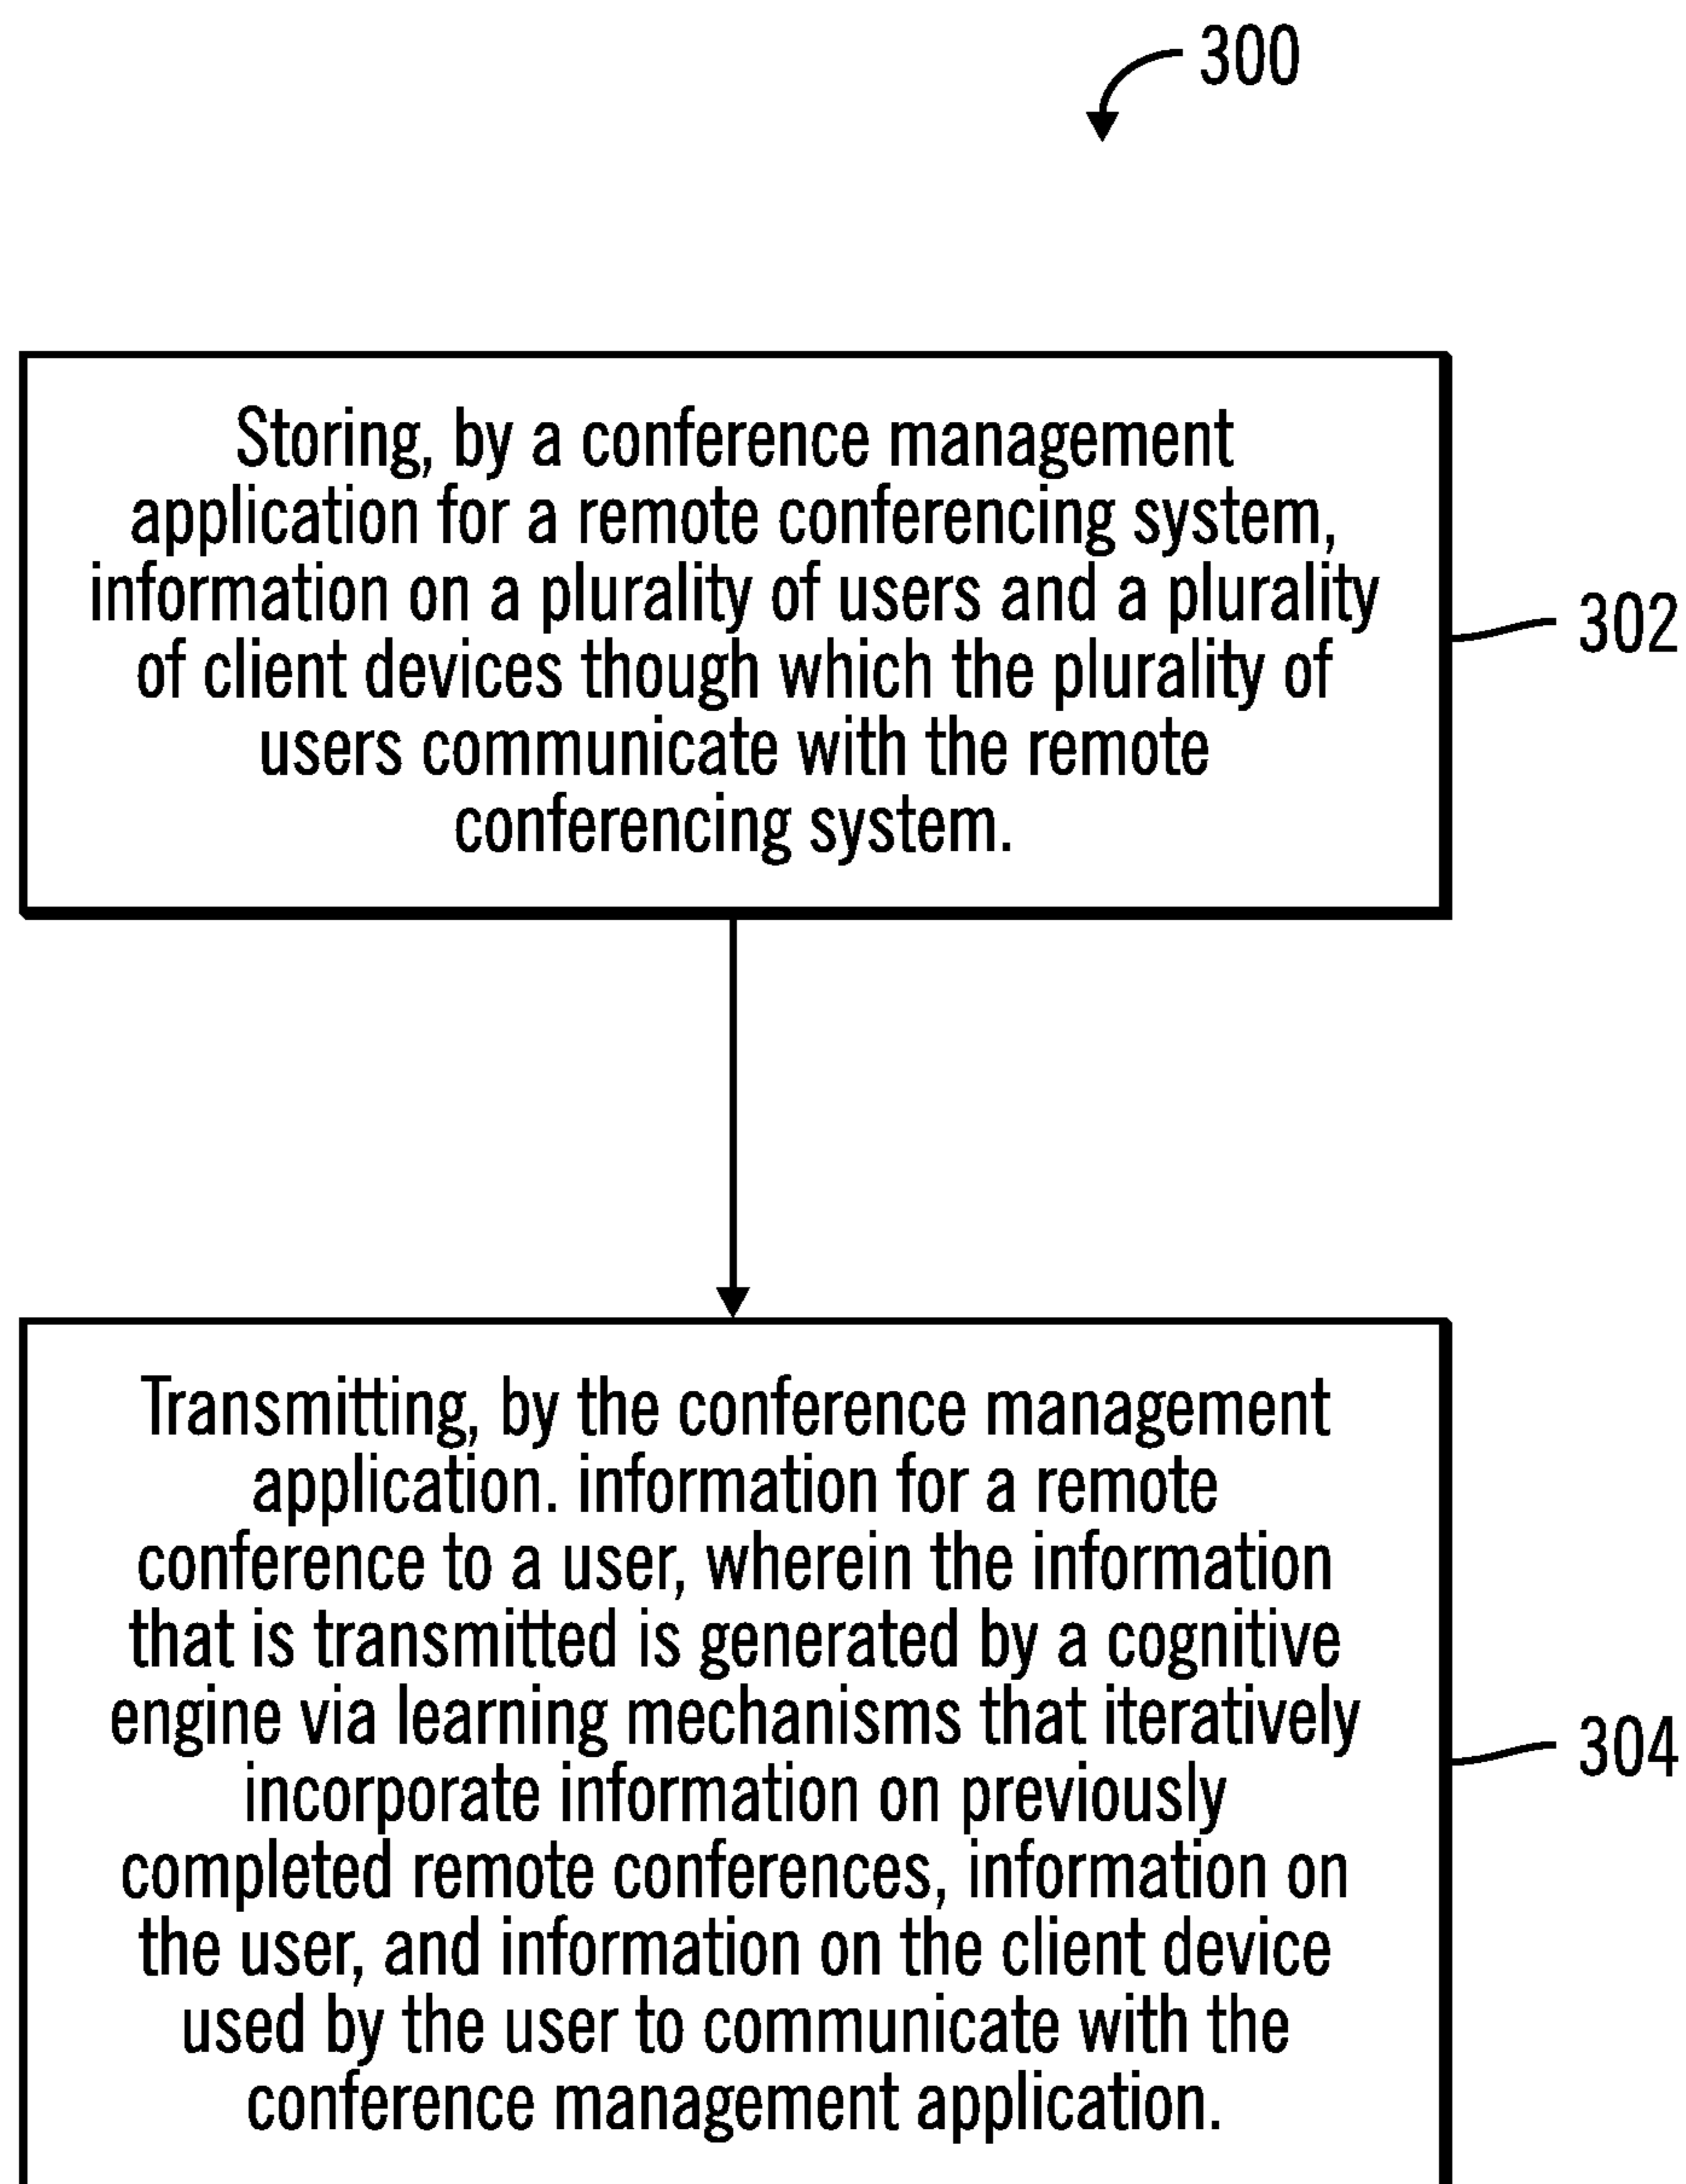 300
Storing, by a conference management
application for a remote conferencing system,
information on a plurality of users and a plurality
of client devices though which the plurality of
users communicate with the remote
conferencing system.
302
Transmitting, by the conference management
application. information for a remote
conference to a user, wherein the information
that is transmitted is generated by a cognitive
engine via learning mechanisms that iteratively
incorporate information on previously
completed remote conferences, information on
the user, and information on the client device
used by the user to communicate with the
conference management application.
304